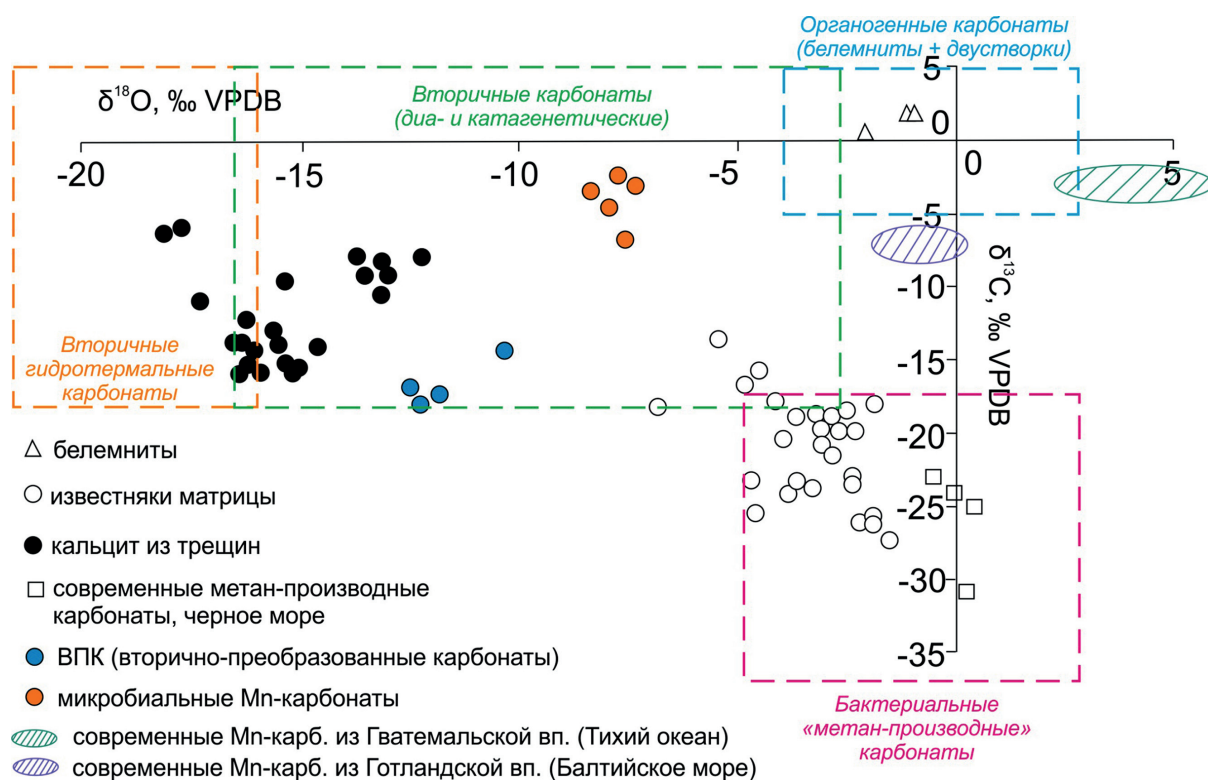 Органогенные карбонаты
(белемниты + двустворки)
δ¹⁸O, ‰ VPDB
Вторичные карбонаты
(диа- и катагенетические)
5
0
-20
-15
-10
-5
0
5
-5
-10
-15
-20
-25
-30
-35
δ¹³C, ‰ VPDB
Вторичные
гидротермальные
карбонаты
белемниты
известняки матрицы
кальцит из трещин
современные метан-производные
карбонаты, черное море
ВПК (вторично-преобразованные карбонаты)
микробиальные Mn-карбонаты
современные Mn-карб. из Гватемальской вп. (Тихий океан)
современные Mn-карб. из Готландской вп. (Балтийское море)
Бактериальные
«метан-производные»
карбонаты